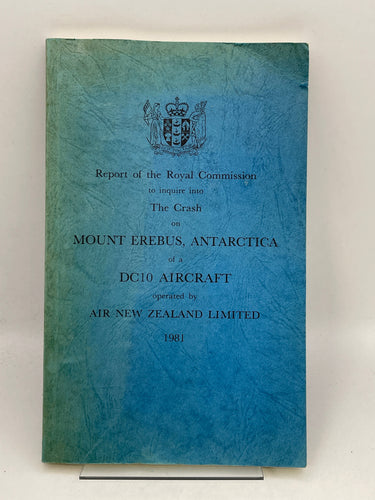 Report of the Royal Commission
to inquire into
The Crash
on
MOUNT EREBUS, ANTARCTICA
of a
DC10 AIRCRAFT
operated by
AIR NEW ZEALAND LIMITED
1981